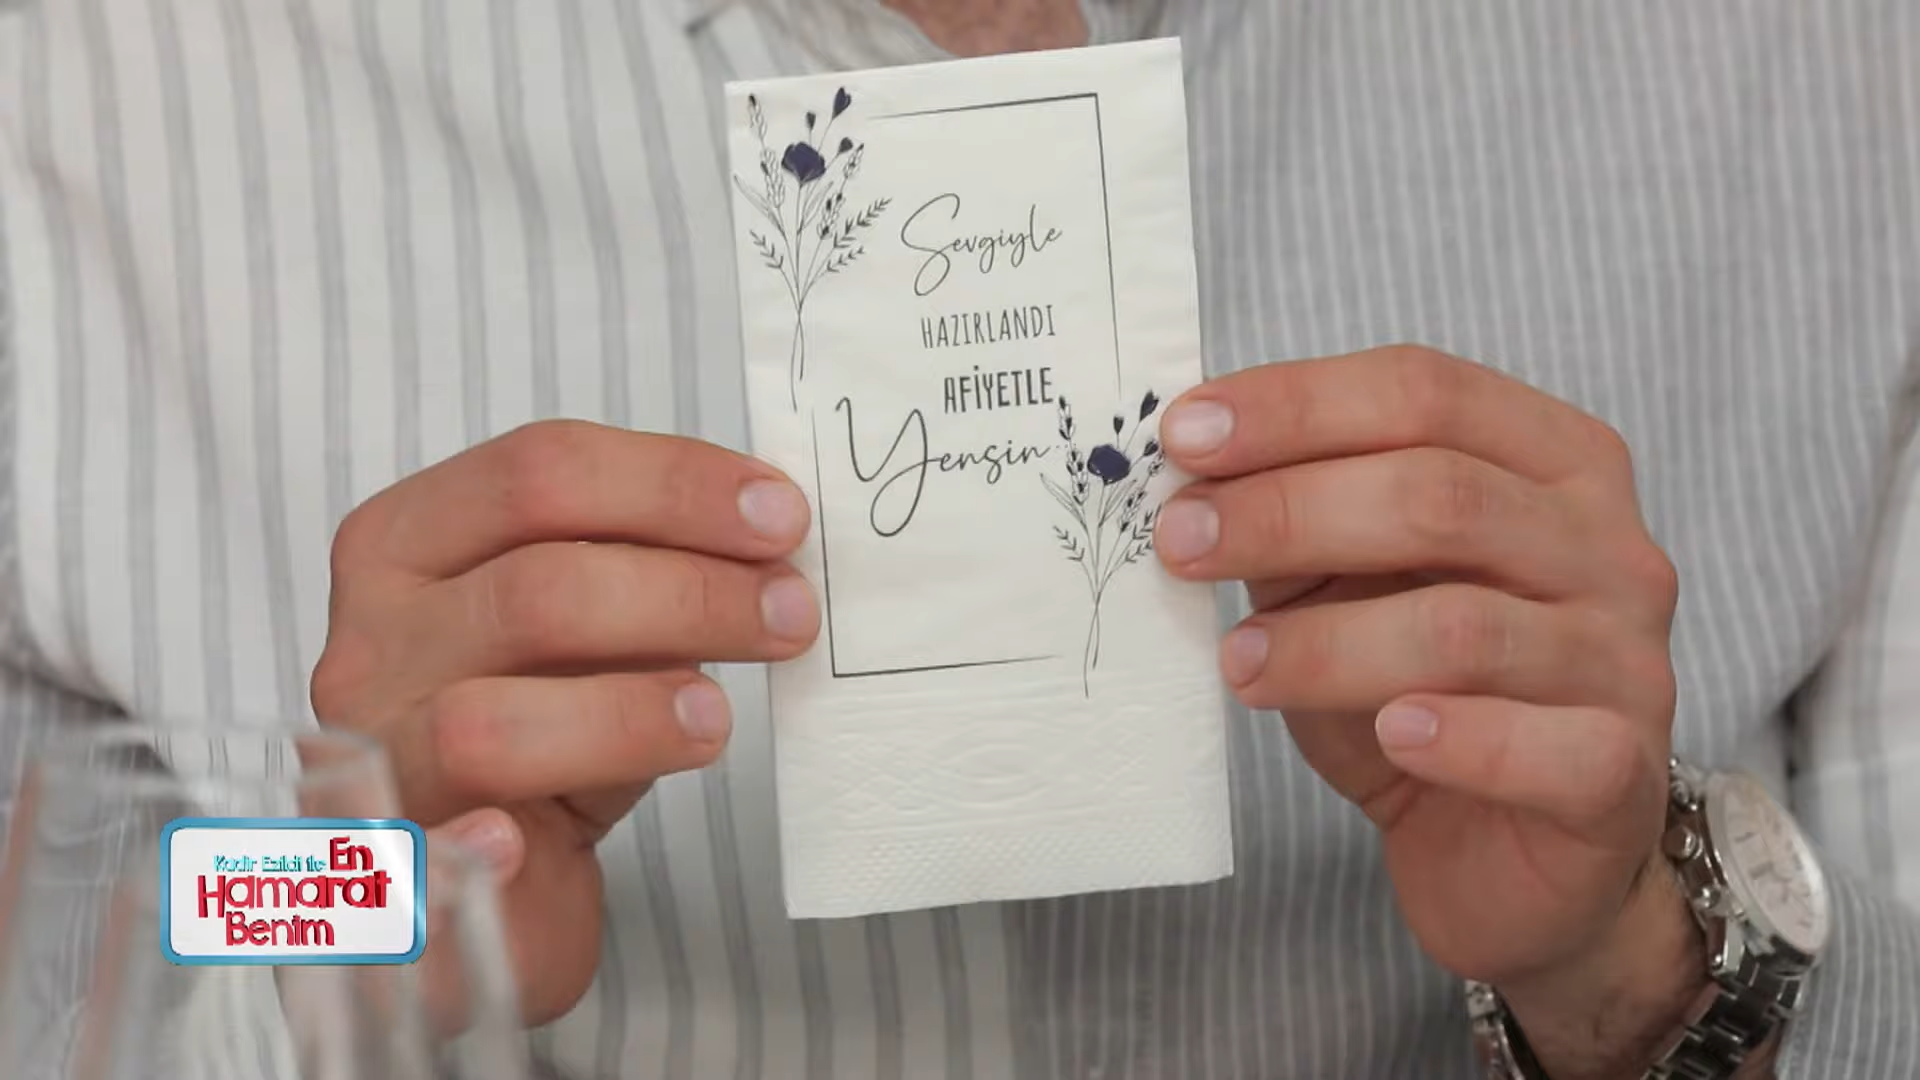 Sevgiyle
HAZIRLANDI
AFİYETLE
Yensin
Kadir Ezildi ile En
Hamarat
Benim